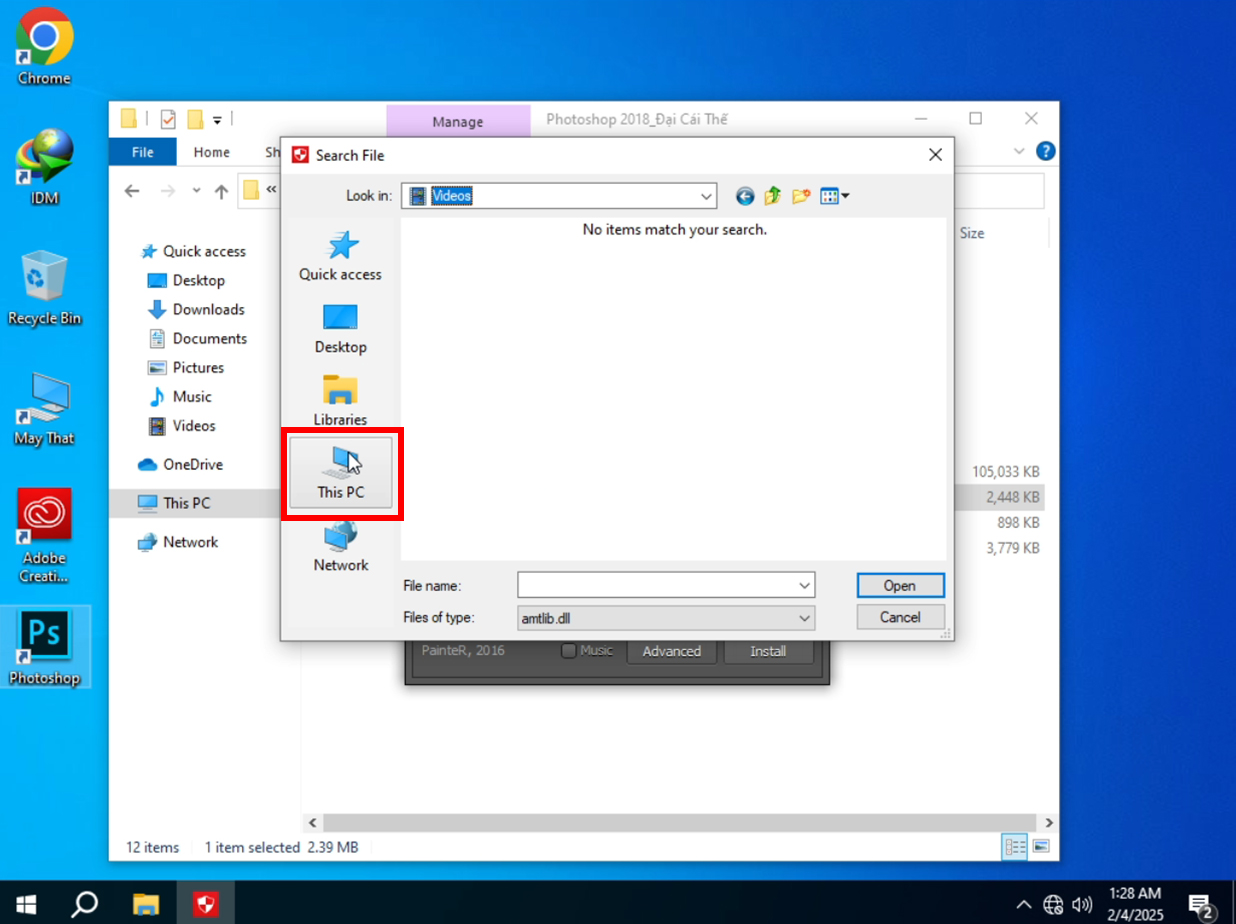 Chrome
IDM
Recycle Bin
May That
Adobe
Creati...
Ps
Photoshop
Manage
Photoshop 2018_Đại Cái Thế
File
Home
Sh
?
«
Size
Quick access
Desktop
Downloads
Documents
Pictures
Music
Videos
OneDrive
This PC
Network
Search File
Look in:
Videos
No items match your search.
Quick access
Desktop
Libraries
This PC
Network
File name:
Open
Files of type:
amtlib.dll
Cancel
105,033 KB
2,448 KB
898 KB
3,779 KB
PainteR, 2016
Music
Advanced
Install
12 items
1 item selected 2.39 MB
1:28 AM
2/4/2025
2